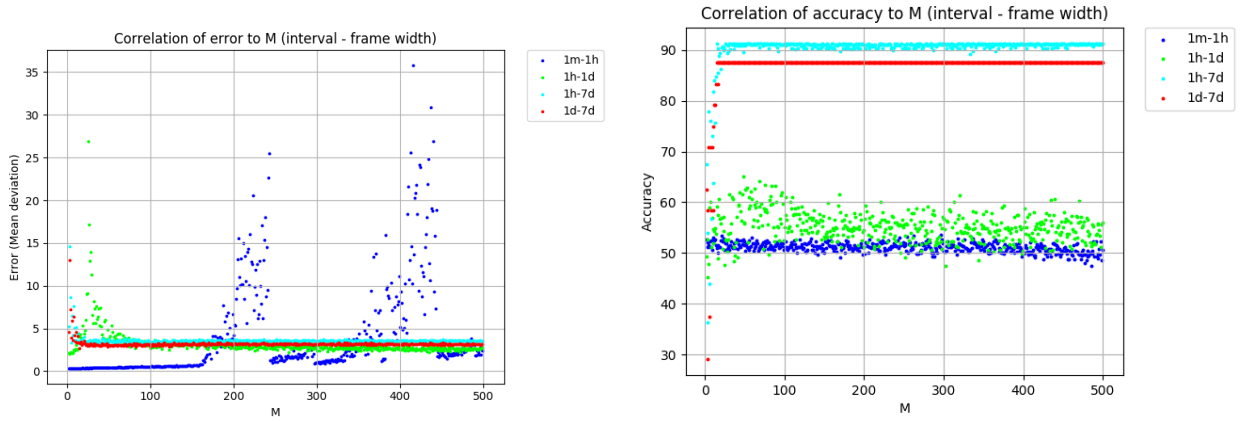 Correlation of error to M (interval - frame width)
Error (Mean deviation)
35
30
25
20
15
10
5
0
0 100 200 300 400 500
M
1m-1h
1h-1d
1h-7d
1d-7d
Correlation of accuracy to M (interval - frame width)
Accuracy
90
80
70
60
50
40
30
0 100 200 300 400 500
M
1m-1h
1h-1d
1h-7d
1d-7d